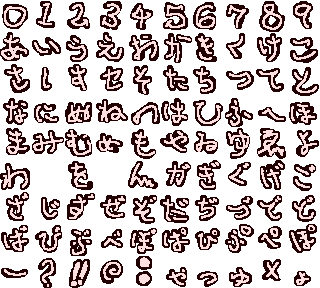 0 1 2 3 4 5 6 7 8 9
あ い う え お か き く け こ
さ し す せ そ た ち つ て と
な に ぬ ね の は ひ ふ へ ほ
ま み む め も や ゐ ゆ ゑ よ
わ を ん が ぎ ぐ げ ご
ざ じ ず ぜ ぞ だ ぢ づ で ど
ば び ぶ べ ぼ ぱ ぴ ぷ ぺ ぽ
ー ? !! @ : ゃ っ ゅ × ょ